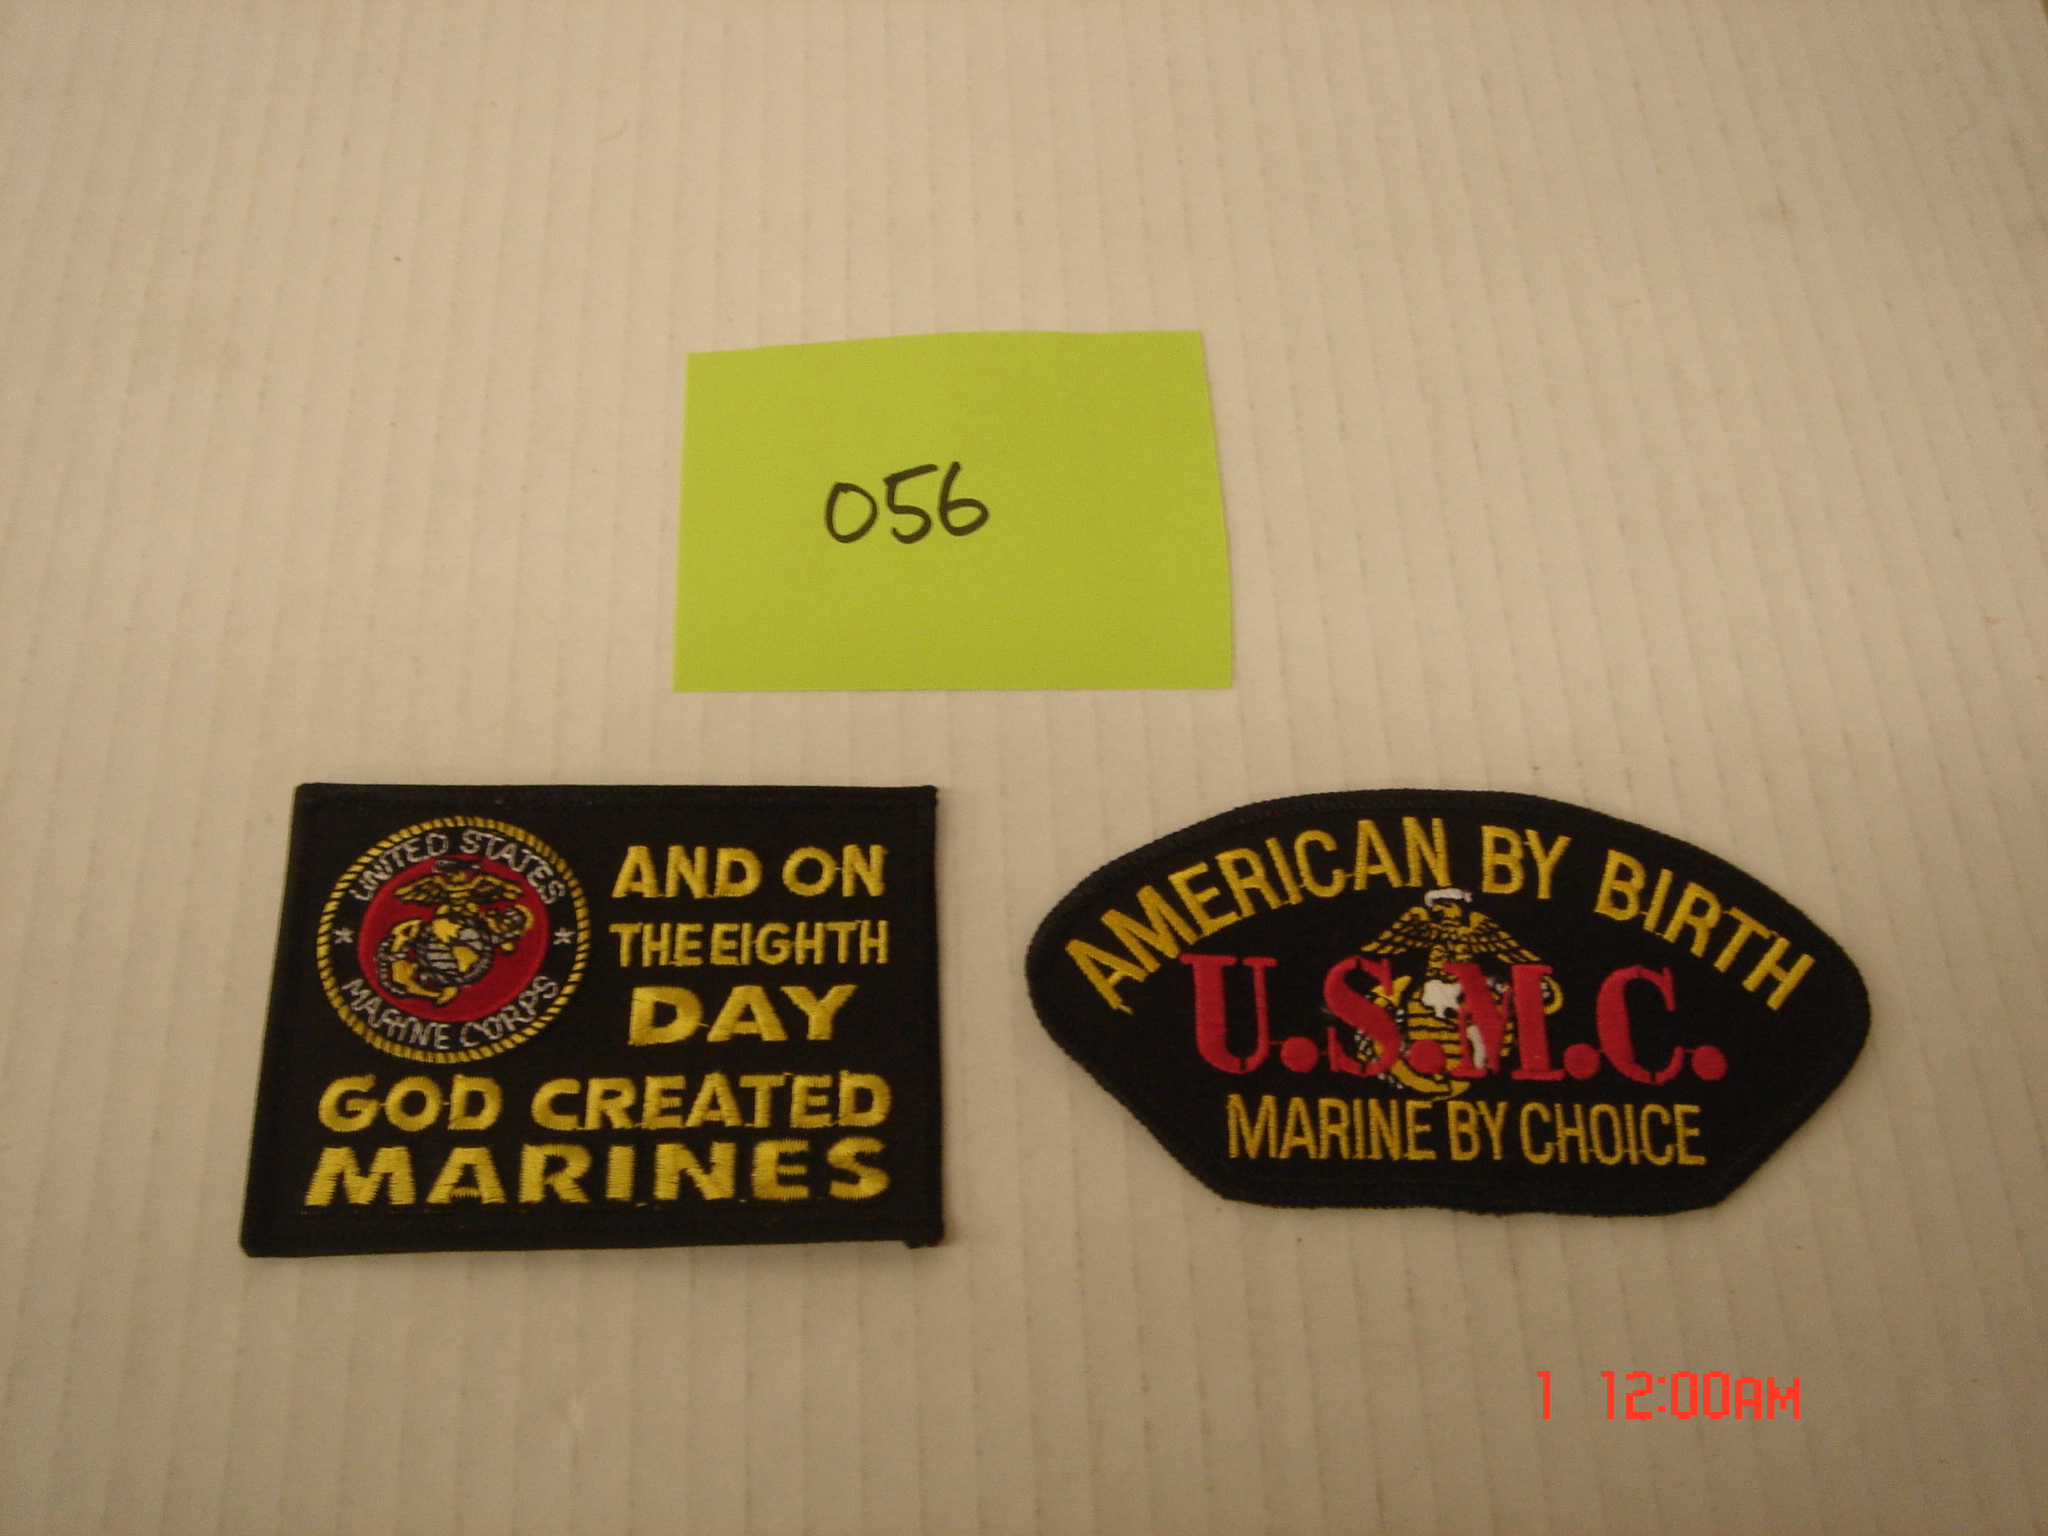 056
UNITED STATES
MARINE CORPS
AND ON
THE EIGHTH
DAY
GOD CREATED
MARINES
AMERICAN BY BIRTH
U.S.M.C.
MARINE BY CHOICE
1 12:00AM